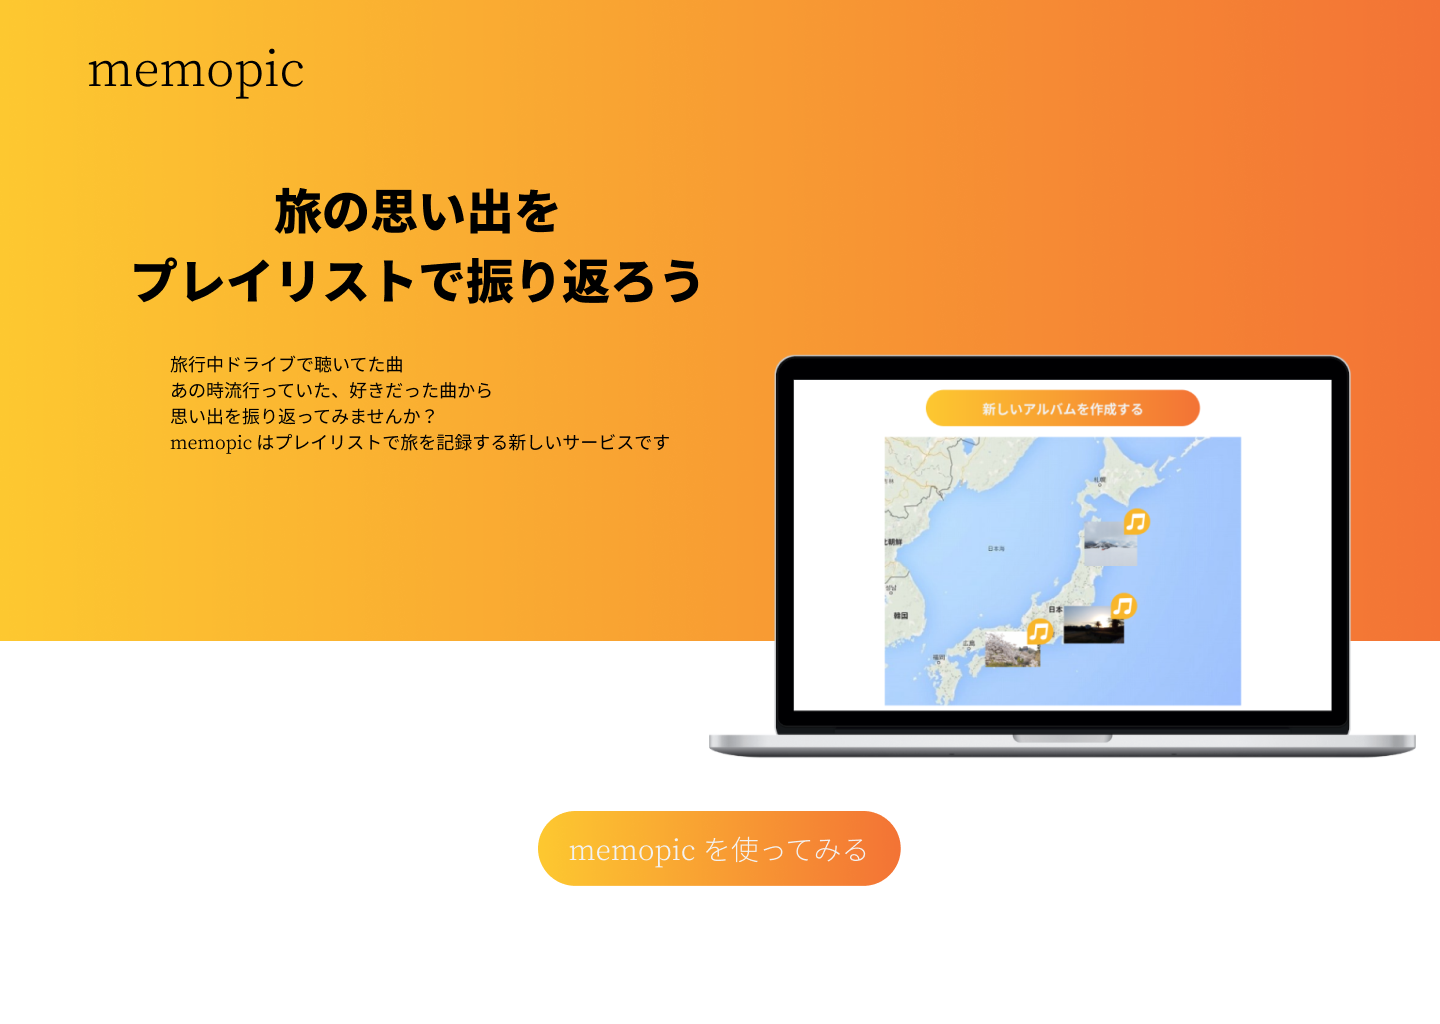 memopic
旅の思い出を
プレイリストで振り返ろう
旅行中ドライブで聴いてた曲
あの時流行っていた、好きだった曲から
思い出を振り返ってみませんか？
memopic はプレイリストで旅を記録する新しいサービスです
新しいアルバムを作成する
札幌
北朝鮮
日本海
韓国
日本
広島
福岡
memopic を使ってみる